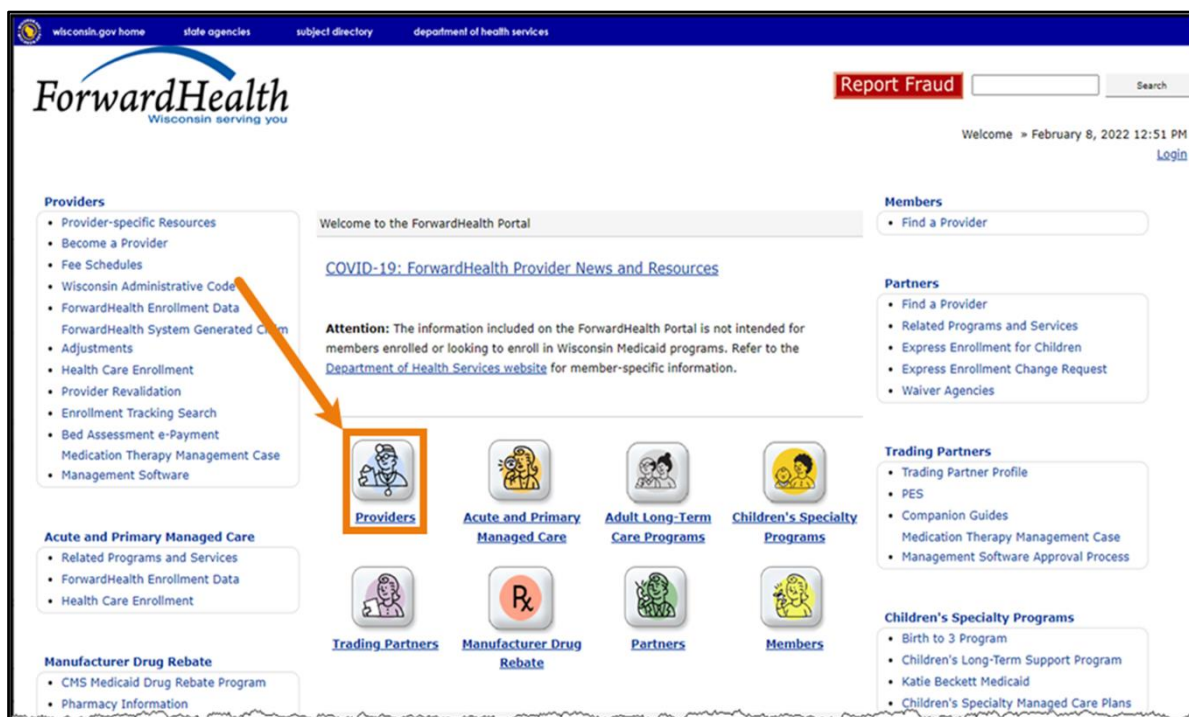 wisconsin.gov home state agencies subject directory department of health services
ForwardHealth
Wisconsin serving you
Report Fraud
Search
Welcome » February 8, 2022 12:51 PM
Login
Providers
• Provider-specific Resources
• Become a Provider
• Fee Schedules
• Wisconsin Administrative Code
• ForwardHealth Enrollment Data
ForwardHealth System Generated Claim
• Adjustments
• Health Care Enrollment
• Provider Revalidation
• Enrollment Tracking Search
• Bed Assessment e-Payment
Medication Therapy Management Case
• Management Software
Acute and Primary Managed Care
• Related Programs and Services
• ForwardHealth Enrollment Data
• Health Care Enrollment
Manufacturer Drug Rebate
• CMS Medicaid Drug Rebate Program
• Pharmacy Information
Welcome to the ForwardHealth Portal
COVID-19: ForwardHealth Provider News and Resources
Attention: The information included on the ForwardHealth Portal is not intended for
members enrolled or looking to enroll in Wisconsin Medicaid programs. Refer to the
Department of Health Services website for member-specific information.
Providers
Acute and Primary
Managed Care
Adult Long-Term
Care Programs
Children's Specialty
Programs
Trading Partners
Rx
Manufacturer Drug
Rebate
Partners
Members
Members
• Find a Provider
Partners
• Find a Provider
• Related Programs and Services
• Express Enrollment for Children
• Express Enrollment Change Request
• Waiver Agencies
Trading Partners
• Trading Partner Profile
• PES
• Companion Guides
Medication Therapy Management Case
• Management Software Approval Process
Children's Specialty Programs
• Birth to 3 Program
• Children's Long-Term Support Program
• Katie Beckett Medicaid
• Children's Specialty Managed Care Plans